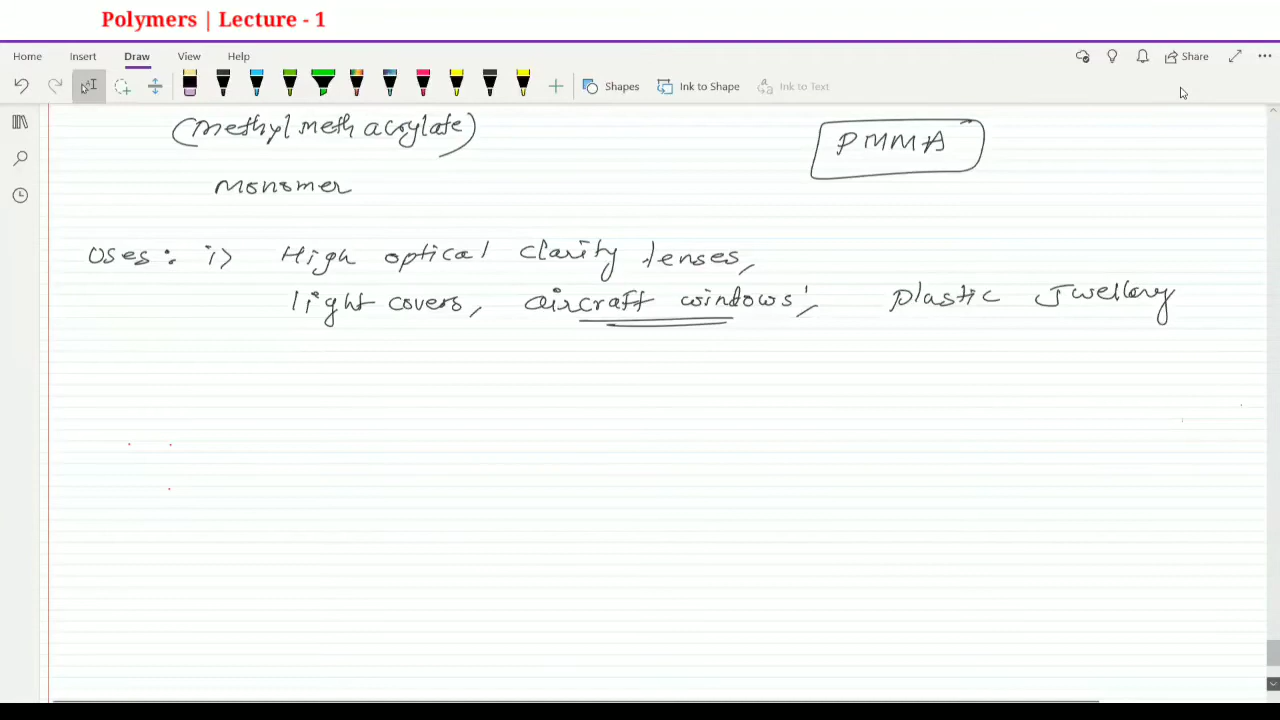 Polymers | Lecture - 1
Home Insert Draw View Help Share
Shapes Ink to Shape Ink to Text
(Methyl meth acrylate) PMMA
Monomer
Uses: i> High optical clarity lenses,
light covers, aircraft windows, plastic Jwellery